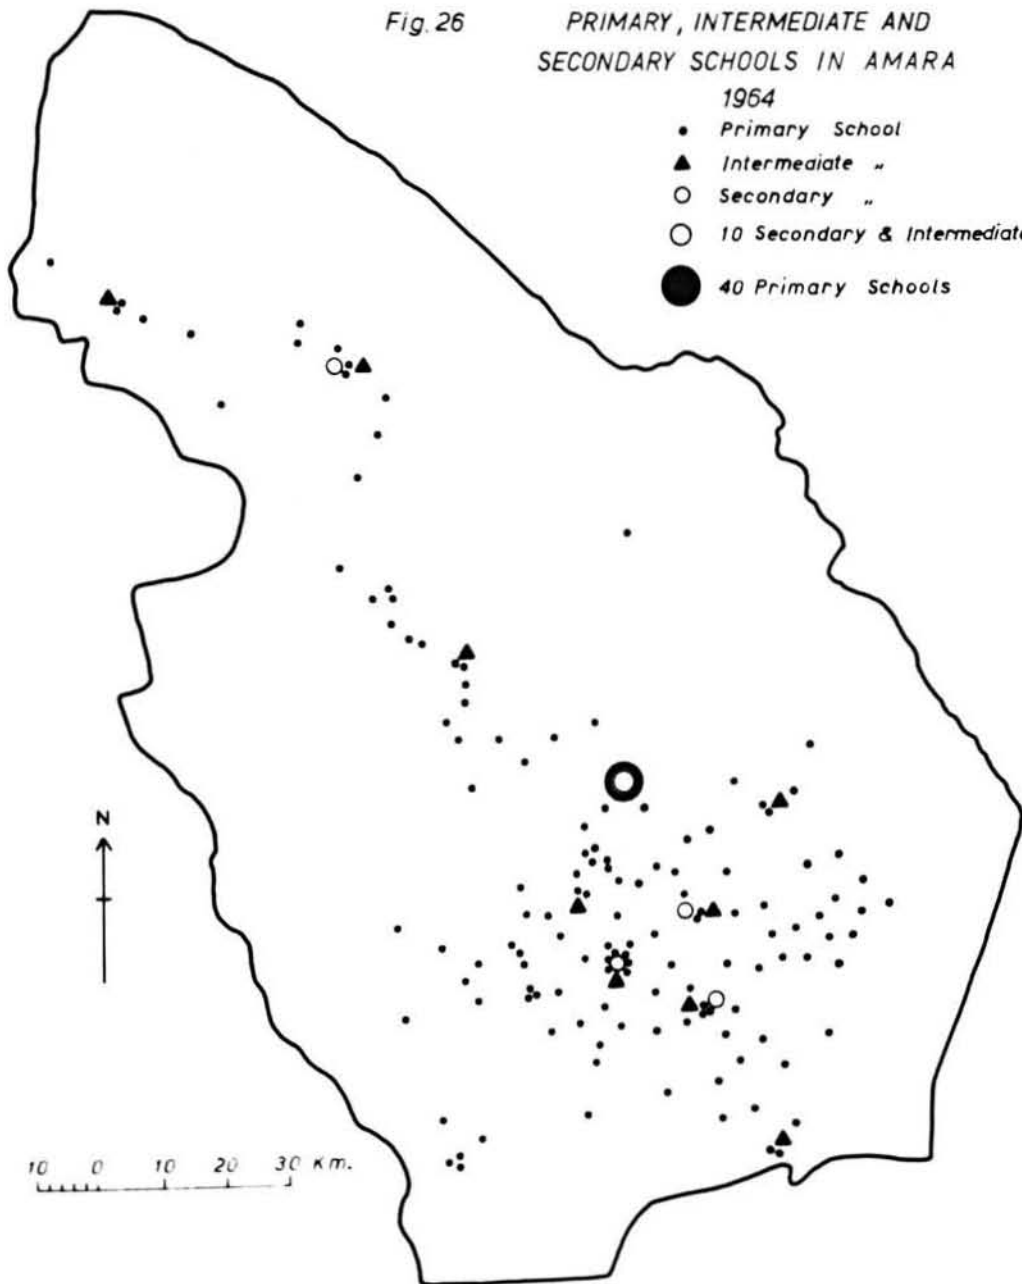 Fig. 26
PRIMARY, INTERMEDIATE AND
SECONDARY SCHOOLS IN AMARA
1964
Primary School
Intermediate "
Secondary "
10 Secondary & Intermediate
40 Primary Schools
N
10 0 10 20 30 Km.